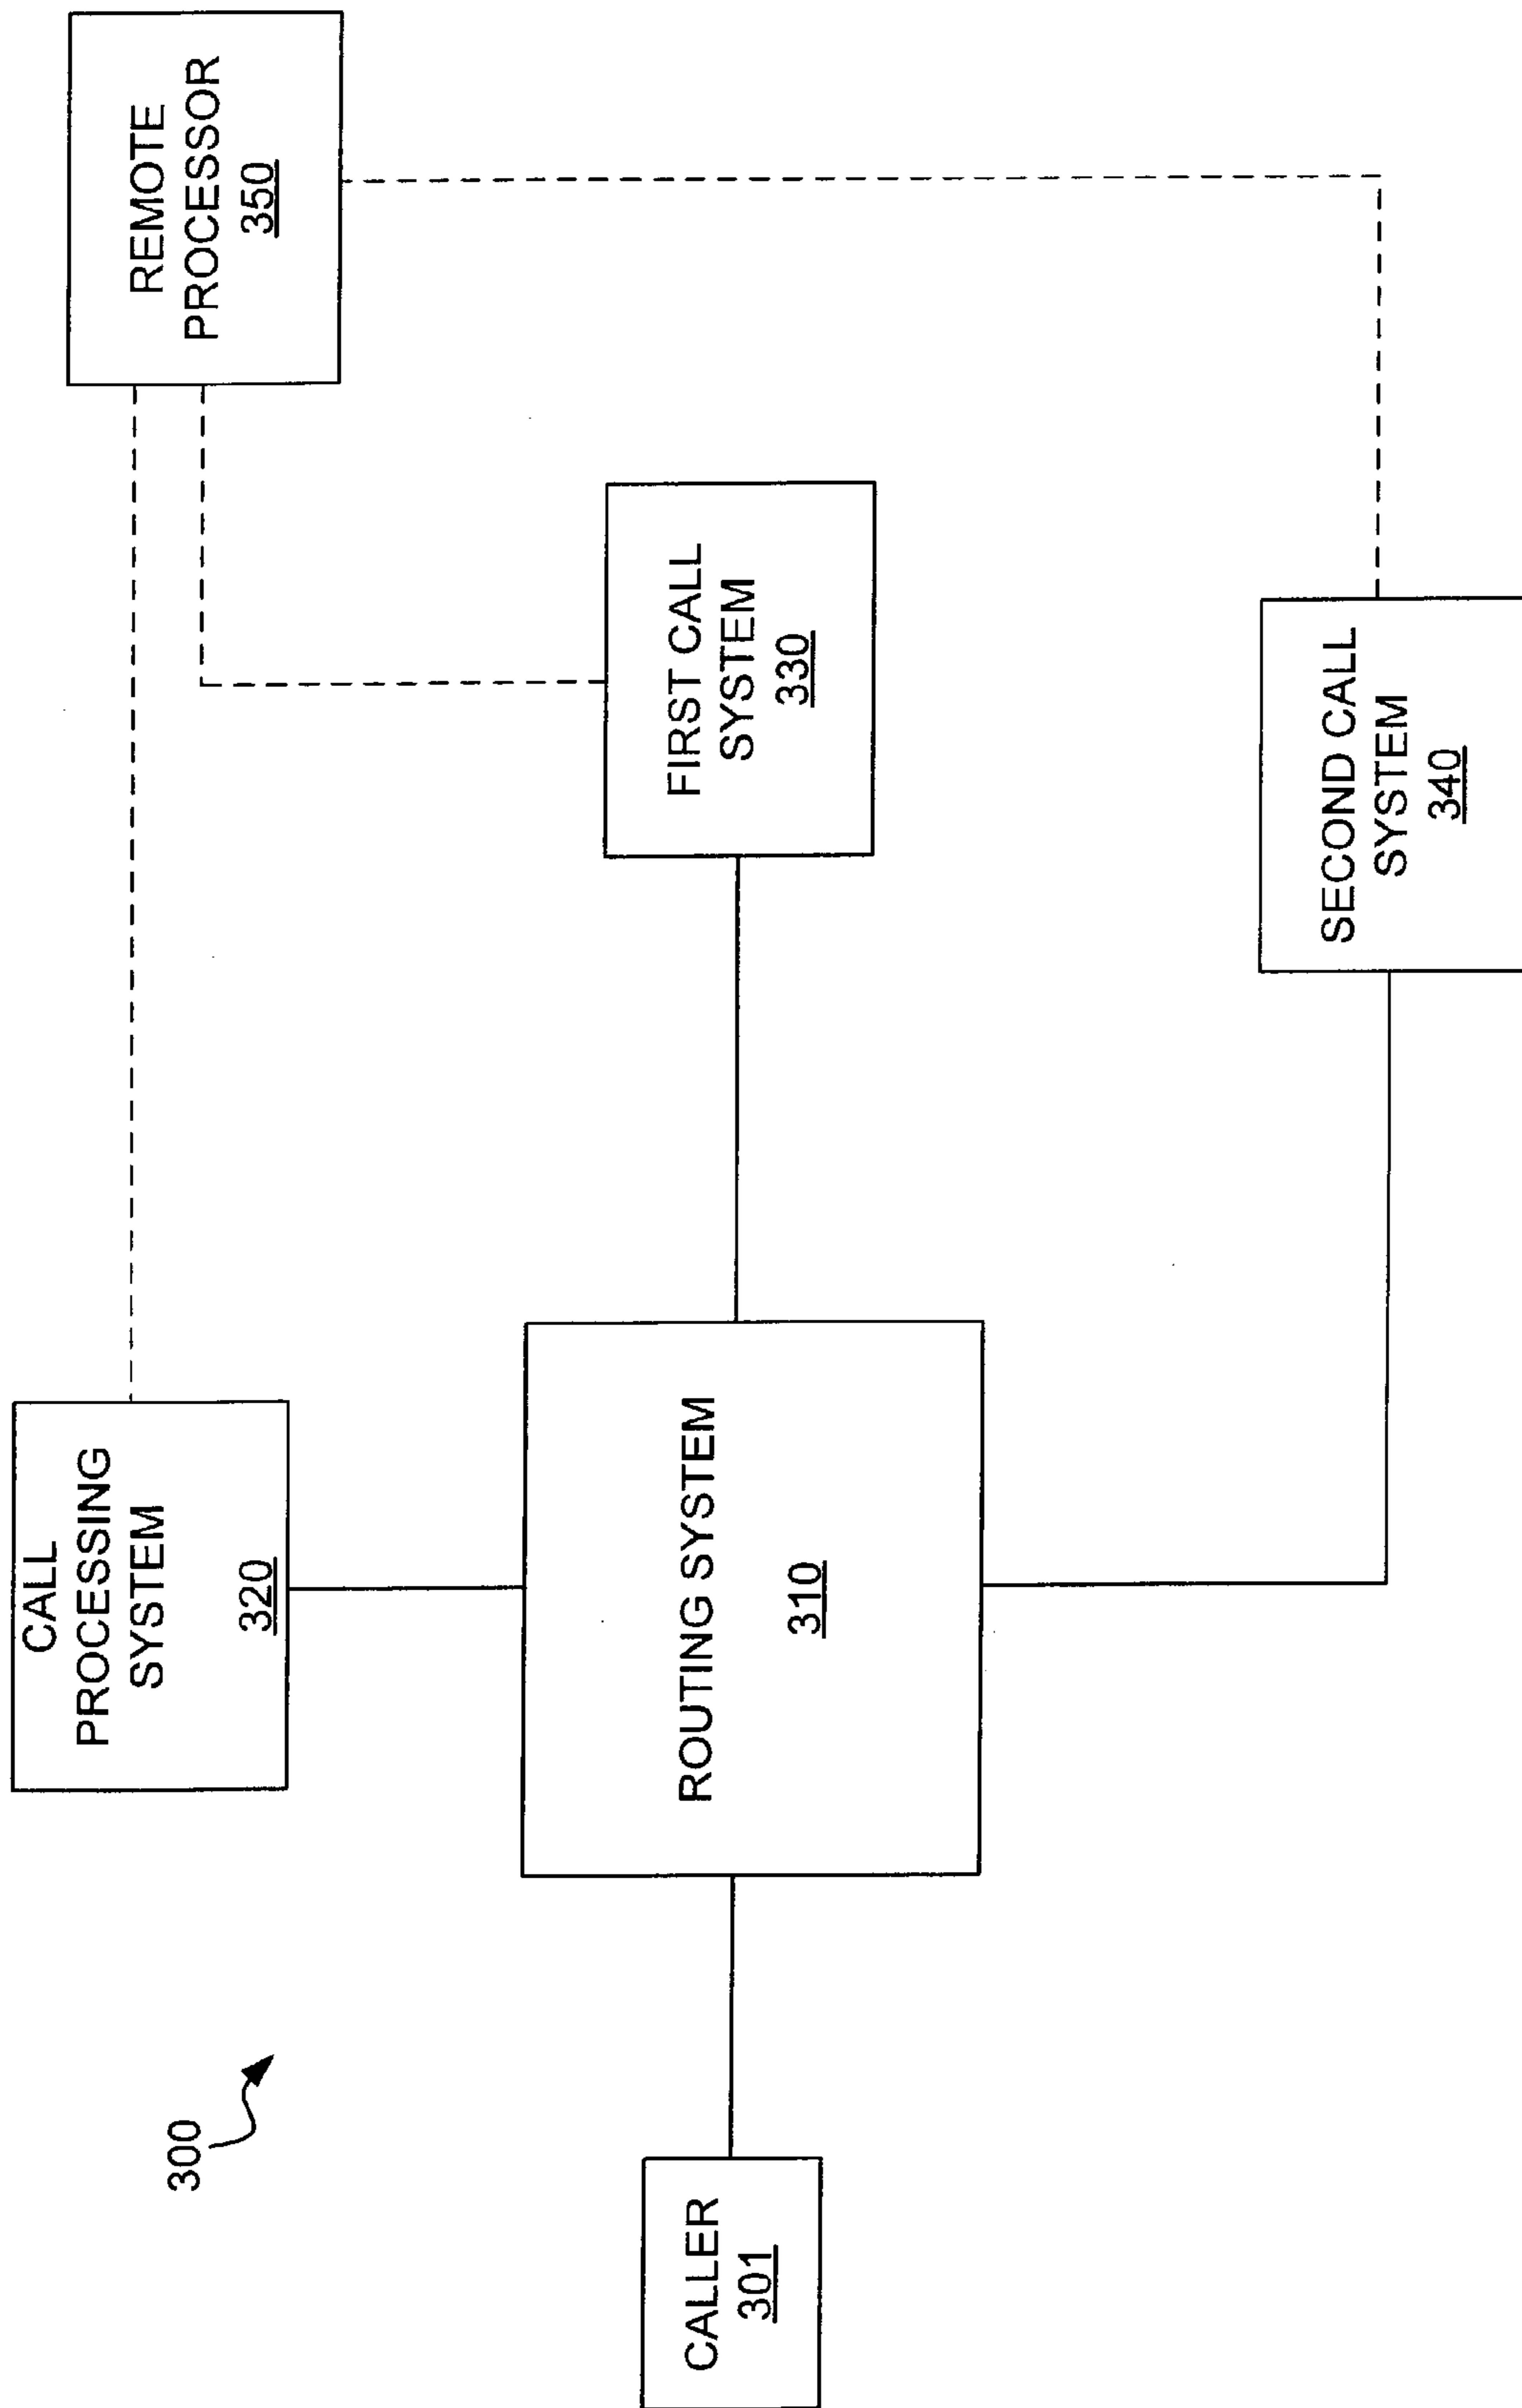 300
CALL
PROCESSING
SYSTEM
320
REMOTE
PROCESSOR
350
CALLER
301
ROUTING SYSTEM
310
FIRST CALL
SYSTEM
330
SECOND CALL
SYSTEM
340